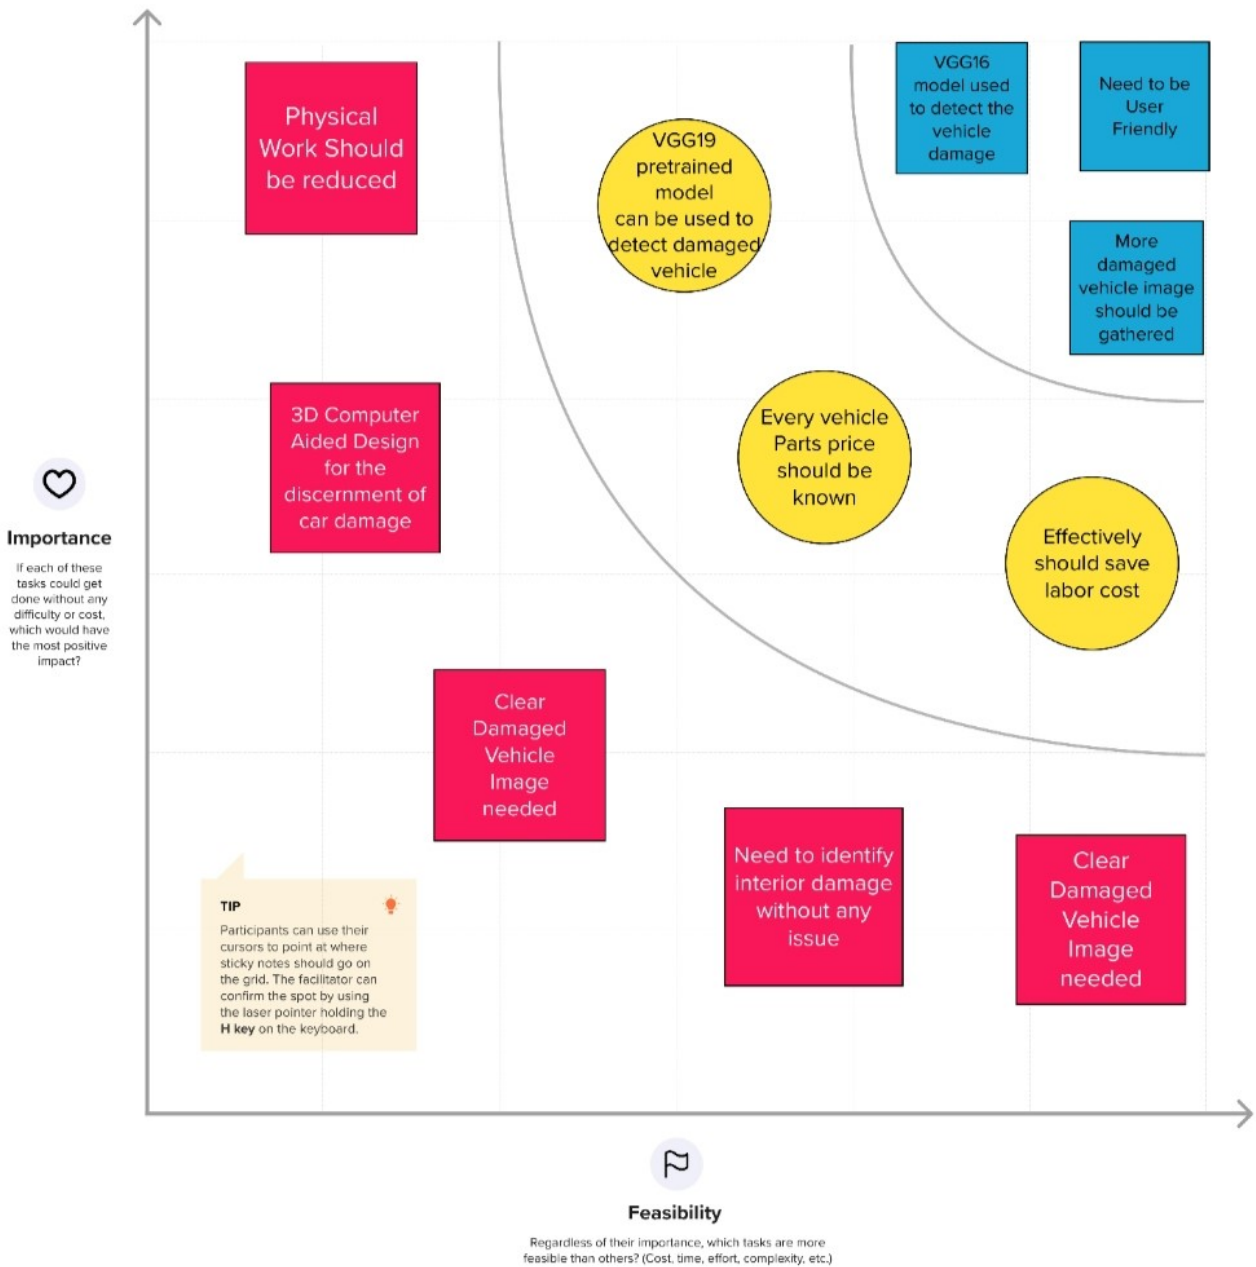 Physical
Work Should
be reduced
VGG19
pretrained
model
can be used to
detect damaged
vehicle
VGG16
model used
to detect the
vehicle
damage
Need to be
User
Friendly
More
damaged
vehicle image
should be
gathered
3D Computer
Aided Design
for the
discernment of
car damage
Every vehicle
Parts price
should be
known
Effectively
should save
labor cost
Importance
If each of these
tasks could get
done without any
difficulty or cost,
which would have
the most positive
impact?
Clear
Damaged
Vehicle
Image
needed
Need to identify
interior damage
without any
issue
Clear
Damaged
Vehicle
Image
needed
TIP
Participants can use their
cursors to point at where
sticky notes should go on
the grid. The facilitator can
confirm the spot by using
the laser pointer holding the
H key on the keyboard.
Feasibility
Regardless of their importance, which tasks are more
feasible than others? (Cost, time, effort, complexity, etc.)